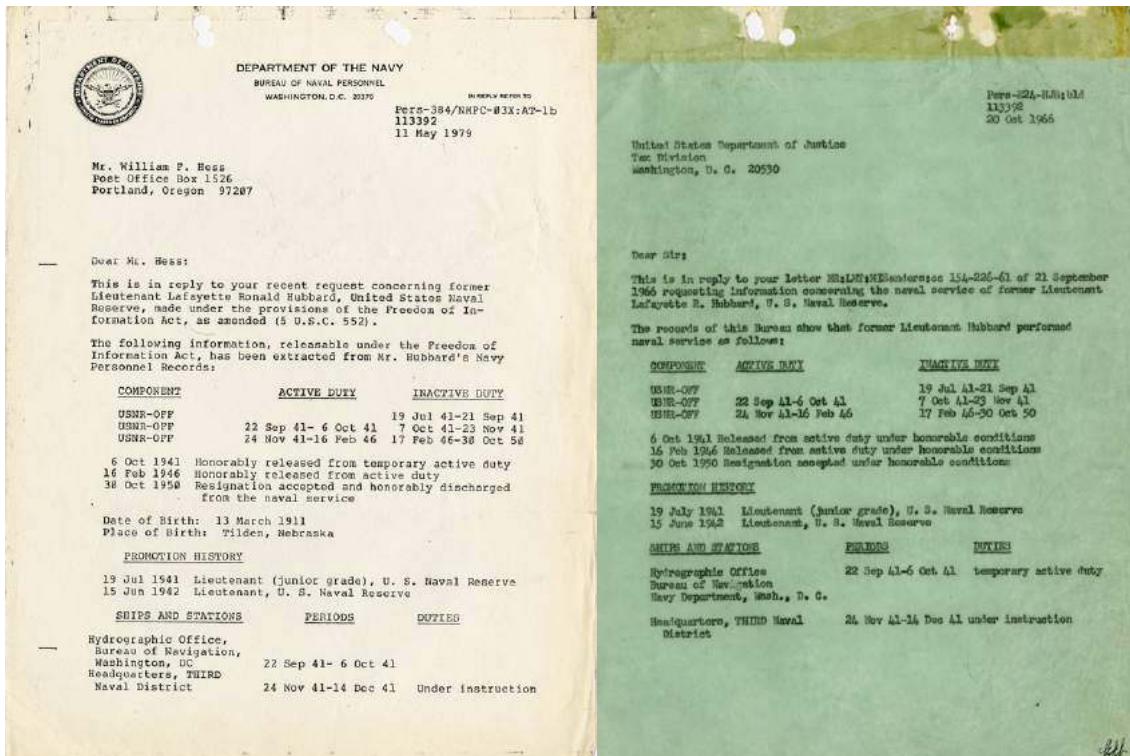 DEPARTMENT OF THE NAVY
BUREAU OF NAVAL PERSONNEL
WASHINGTON, D.C. 20370
IN REPLY REFER TO
Pers-384/NMPC-03X:AT-1b
113392
11 May 1979
Mr. William P. Hess
Post Office Box 1526
Portland, Oregon 97207
Dear Mr. Hess:
This is in reply to your recent request concerning former
Lieutenant Lafayette Ronald Hubbard, United States Naval
Reserve, made under the provisions of the Freedom of In-
formation Act, as amended (5 U.S.C. 552).
The following information, releasable under the Freedom of
Information Act, has been extracted from Mr. Hubbard's Navy
Personnel Records:
COMPONENT ACTIVE DUTY INACTIVE DUTY
USNR-OFF 19 Jul 41-21 Sep 41
USNR-OFF 22 Sep 41- 6 Oct 41 7 Oct 41-23 Nov 41
USNR-OFF 24 Nov 41-16 Feb 46 17 Feb 46-30 Oct 50
6 Oct 1941 Honorably released from temporary active duty
16 Feb 1946 Honorably released from active duty
30 Oct 1950 Resignation accepted and honorably discharged
from the naval service
Date of Birth: 13 March 1911
Place of Birth: Tilden, Nebraska
PROMOTION HISTORY
19 Jul 1941 Lieutenant (junior grade), U. S. Naval Reserve
15 Jun 1942 Lieutenant, U. S. Naval Reserve
SHIPS AND STATIONS PERIODS DUTIES
Hydrographic Office,
Bureau of Navigation,
Washington, DC 22 Sep 41- 6 Oct 41
Headquarters, THIRD
Naval District 24 Nov 41-14 Dec 41 Under instruction
113392
20 Oct 1966
United States Department of Justice
Tax Division
Washington, D. C. 20530
Dear Sir:
This is in reply to your letter 154-226-61 of 21 September
1966 requesting information concerning the naval service of former Lieutenant
Lafayette R. Hubbard, U. S. Naval Reserve.
The records of this Bureau show that former Lieutenant Hubbard performed
naval service as follows:
COMPONENT ACTIVE DUTY INACTIVE DUTY
USNR-OFF 19 Jul 41-21 Sep 41
USNR-OFF 22 Sep 41-6 Oct 41 7 Oct 41-23 Nov 41
USNR-OFF 24 Nov 41-16 Feb 46 17 Feb 46-30 Oct 50
6 Oct 1941 Released from active duty under honorable conditions
16 Feb 1946 Released from active duty under honorable conditions
30 Oct 1950 Resignation accepted under honorable conditions
PROMOTION HISTORY
19 July 1941 Lieutenant (junior grade), U. S. Naval Reserve
15 June 1942 Lieutenant, U. S. Naval Reserve
SHIPS AND STATIONS PERIODS DUTIES
Hydrographic Office 22 Sep 41-6 Oct 41 temporary active duty
Bureau of Navigation
Navy Department, Wash., D. C.
Headquarters, THIRD Naval 24 Nov 41-14 Dec 41 under instruction
District